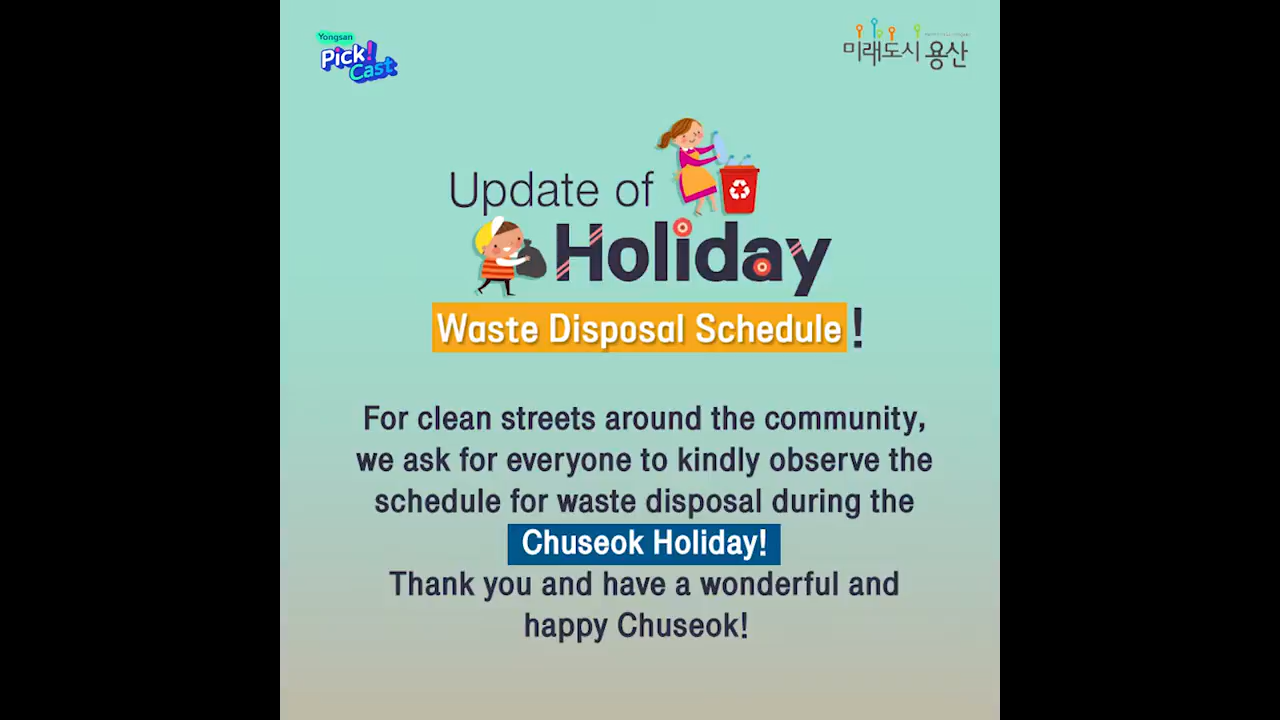 Yongsan
Pick!
Cast
미래도시 용산
Update of
Holiday
Waste Disposal Schedule!
For clean streets around the community,
we ask for everyone to kindly observe the
schedule for waste disposal during the
Chuseok Holiday!
Thank you and have a wonderful and
happy Chuseok!